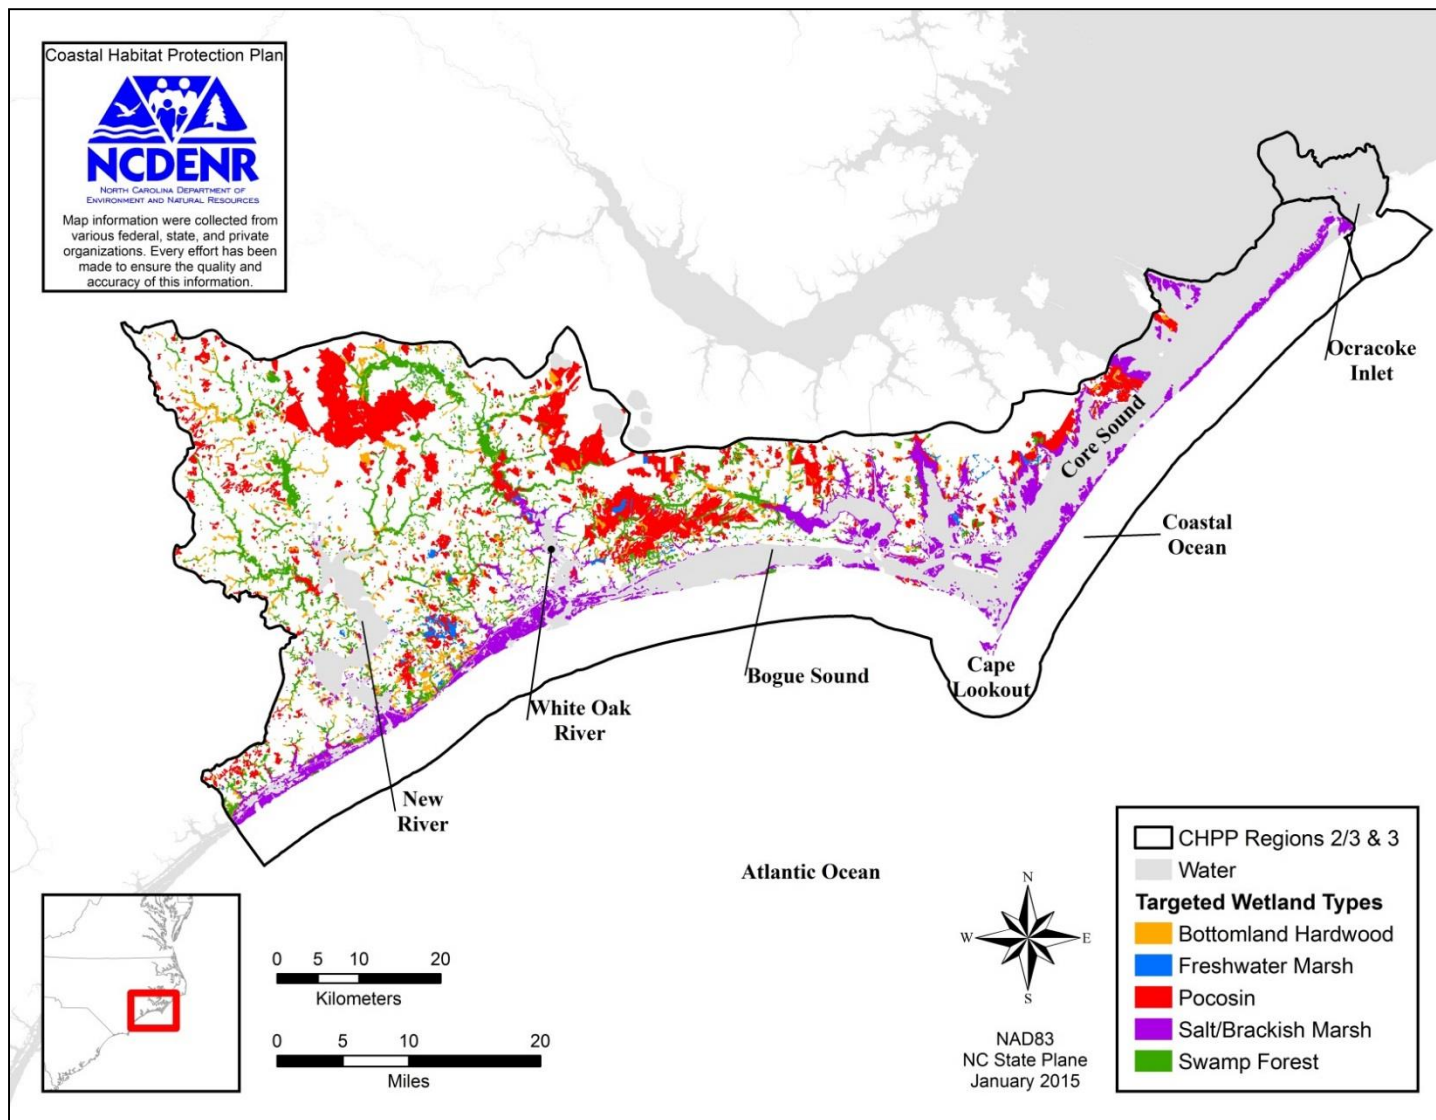 Coastal Habitat Protection Plan
NCDENR
NORTH CAROLINA DEPARTMENT OF
ENVIRONMENT AND NATURAL RESOURCES
Map information were collected from
various federal, state, and private
organizations. Every effort has been
made to ensure the quality and
accuracy of this information.
Ocracoke
Inlet
Core Sound
Coastal
Ocean
Cape
Lookout
Bogue Sound
White Oak
River
New
River
Atlantic Ocean
0 5 10 20
Kilometers
0 5 10 20
Miles
N
W E
S
NAD83
NC State Plane
January 2015
CHPP Regions 2/3 & 3
Water
Targeted Wetland Types
Bottomland Hardwood
Freshwater Marsh
Pocosin
Salt/Brackish Marsh
Swamp Forest